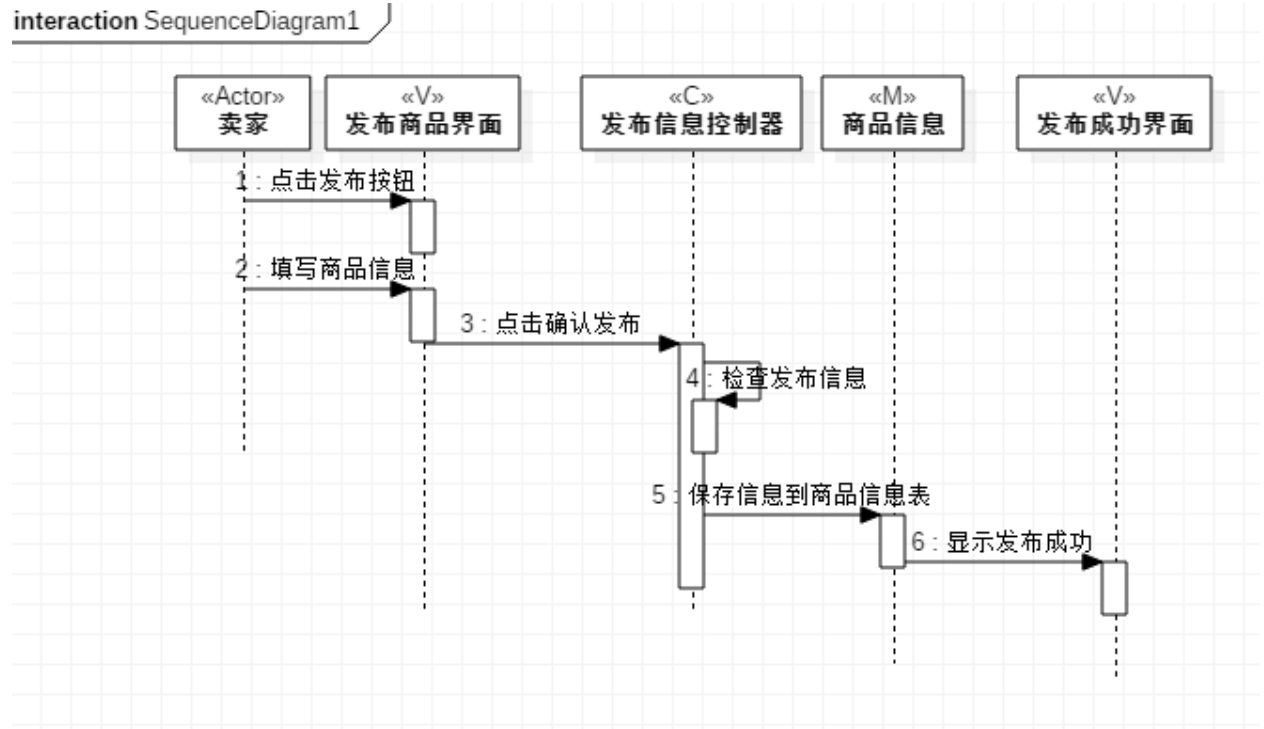 interaction SequenceDiagram1
«Actor»
卖家
«V»
发布商品界面
«C»
发布信息控制器
«M»
商品信息
«V»
发布成功界面
1 : 点击发布按钮
2 : 填写商品信息
3 : 点击确认发布
4 : 检查发布信息
5 : 保存信息到商品信息表
6 : 显示发布成功